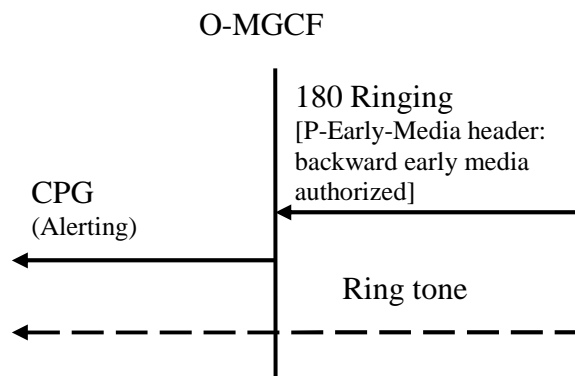 O-MGCF
180 Ringing
[P-Early-Media header:
backward early media
authorized]
CPG
(Alerting)
Ring tone